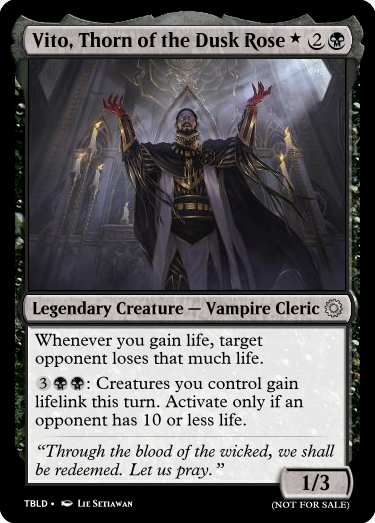 Vito, Thorn of the Dusk Rose ★ 2
Legendary Creature — Vampire Cleric
Whenever you gain life, target
opponent loses that much life.
3: Creatures you control gain
lifelink this turn. Activate only if an
opponent has 10 or less life.
“Through the blood of the wicked, we shall
be redeemed. Let us pray.”
1/3
TBLD • Lie Setiawan
(NOT FOR SALE)